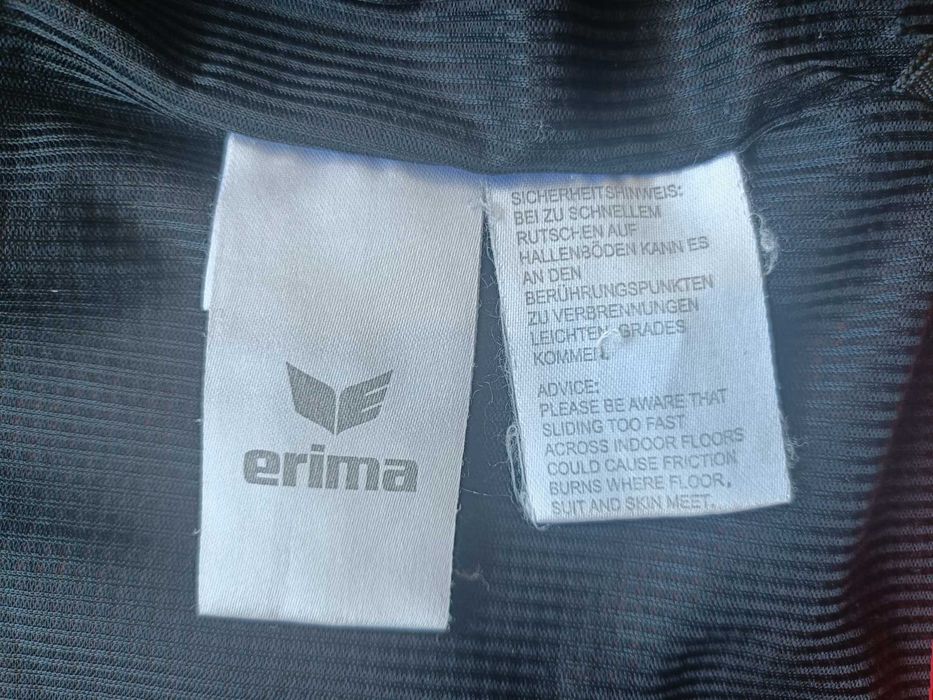 erima
SICHERHEITSHINWEIS:
BEI ZU SCHNELLEM
RUTSCHEN AUF
HALLENBÖDEN KANN ES
AN DEN
BERÜHRUNGSPUNKTEN
ZU VERBRENNUNGEN
LEICHTEN GRADES
KOMMEN.
ADVICE:
PLEASE BE AWARE THAT
SLIDING TOO FAST
ACROSS INDOOR FLOORS
COULD CAUSE FRICTION
BURNS WHERE FLOOR,
SUIT AND SKIN MEET.